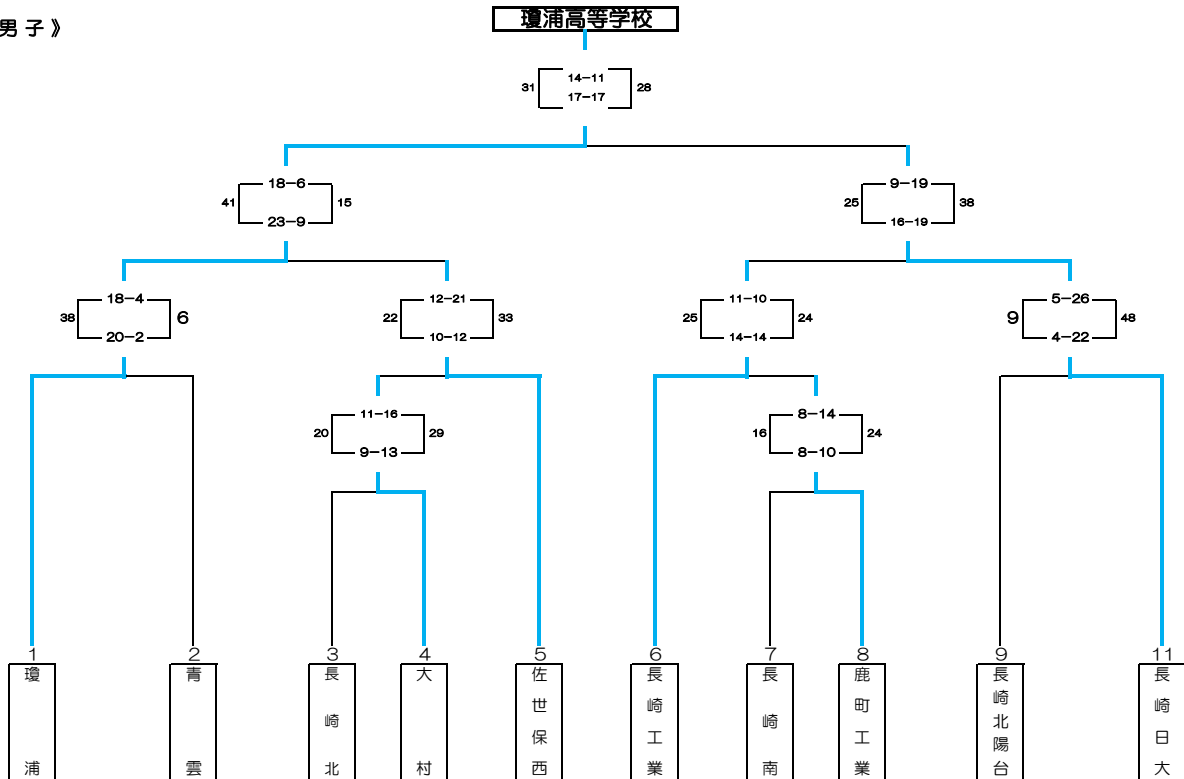 男 子 》
瓊浦高等学校
31 14-11 28
17-17
41 18-6 15
23-9
25 9-19 38
16-19
38 18-4 6
20-2
22 12-21 33
10-12
25 11-10 24
14-14
9 5-26 48
4-22
20 11-16 29
9-13
16 8-14 24
8-10
1 2 3 4 5 6 7 8 9 11
瓊浦
青雲
長崎北
大村
佐世保西
長崎工業
長崎南
鹿町工業
長崎北陽台
長崎日大